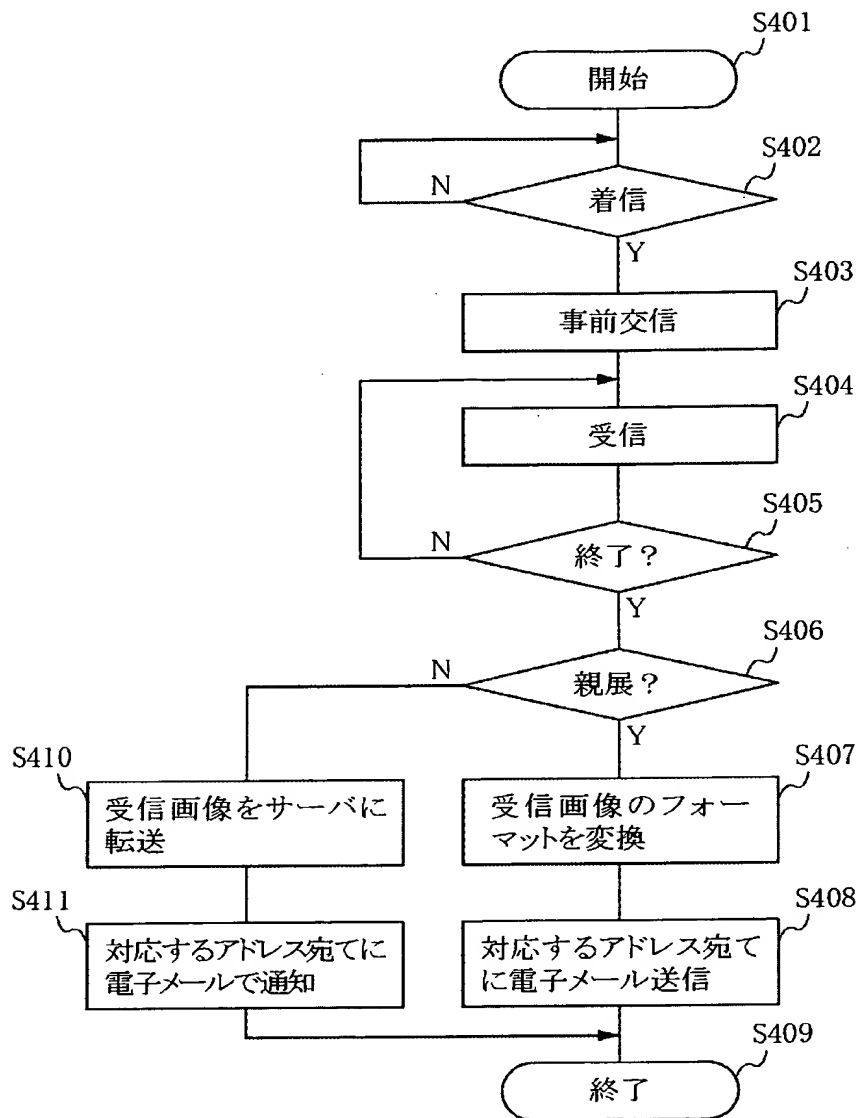 S401
開始
S402
着信
N
Y
S403
事前交信
S404
受信
S405
終了？
N
Y
S406
親展？
N
Y
S410
受信画像をサーバに
転送
S407
受信画像のフォー
マットを変換
S411
対応するアドレス宛てに
電子メールで通知
S408
対応するアドレス宛て
に電子メール送信
S409
終了